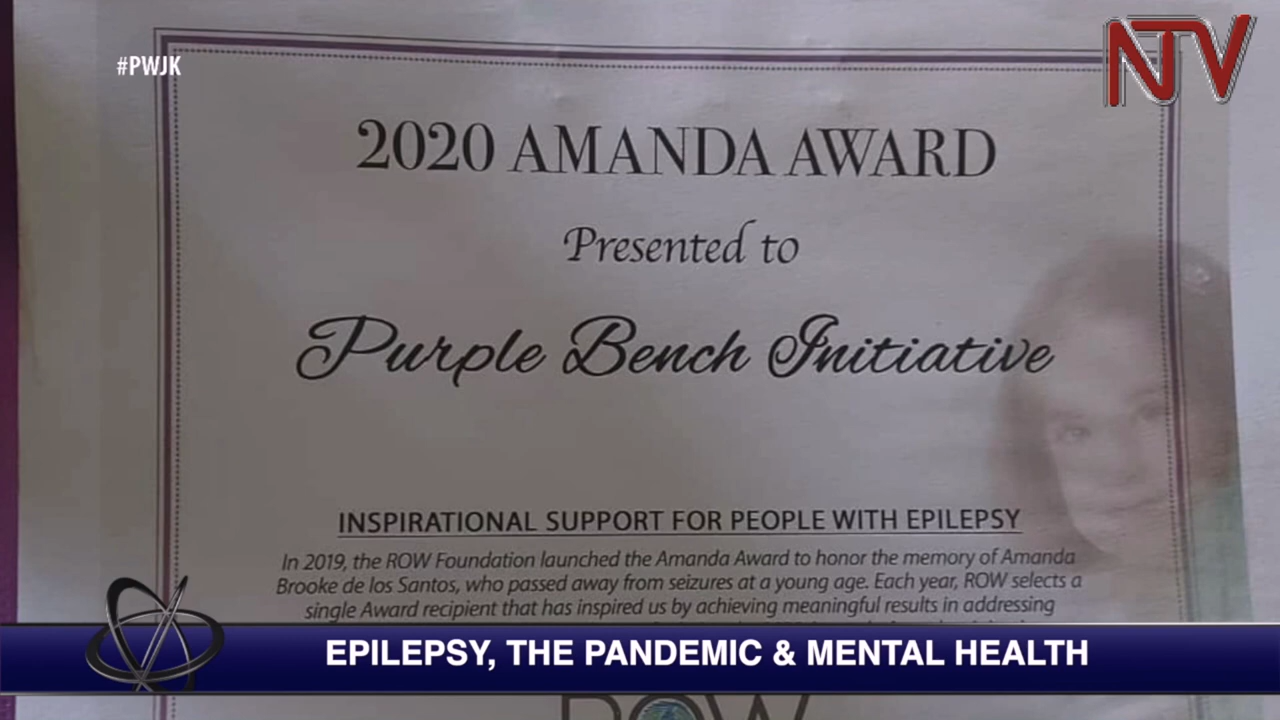 #PWJK
NTV
2020 AMANDA AWARD
Presented to
Purple Bench Initiative
INSPIRATIONAL SUPPORT FOR PEOPLE WITH EPILEPSY
In 2019, the ROW Foundation launched the Amanda Award to honor the memory of Amanda
Brooke de los Santos, who passed away from seizures at a young age. Each year, ROW selects a
single Award recipient that has inspired us by achieving meaningful results in addressing
EPILEPSY, THE PANDEMIC & MENTAL HEALTH
ROW